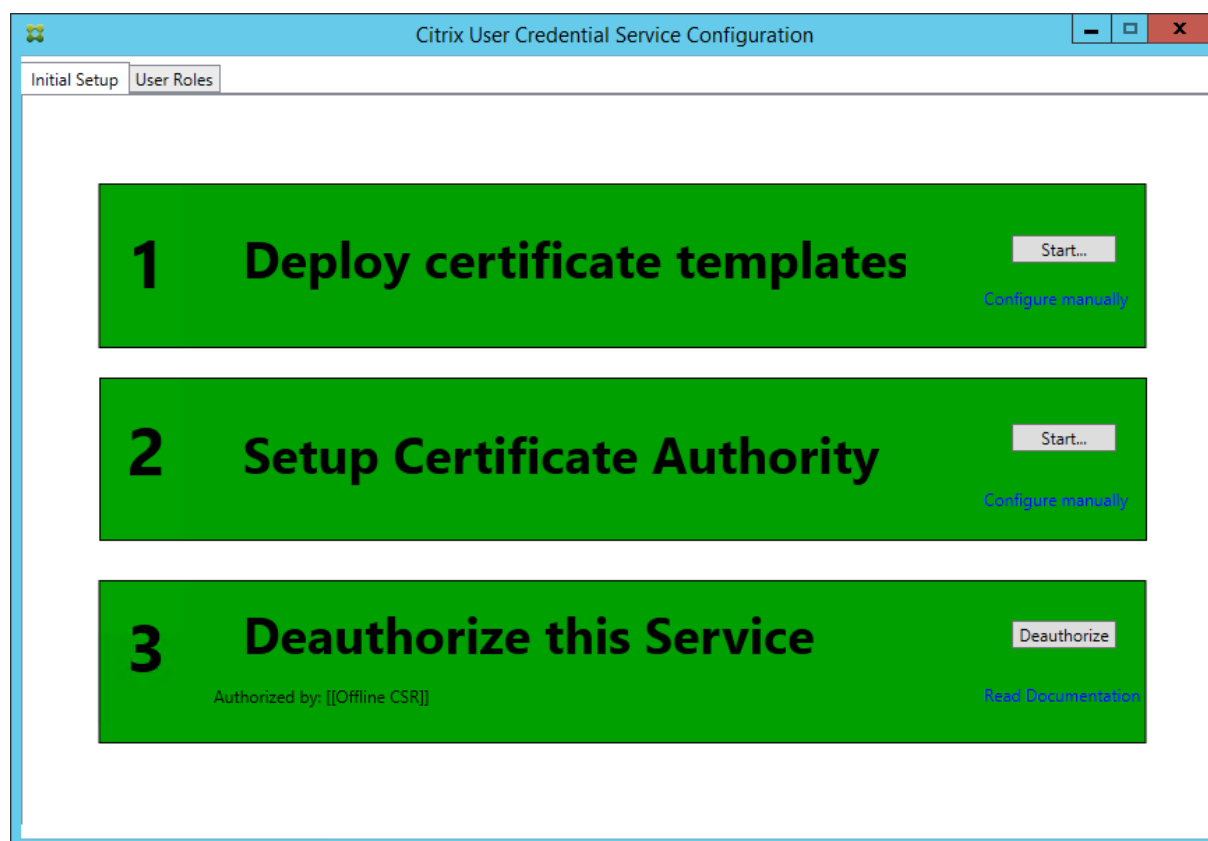 Citrix User Credential Service Configuration
Initial Setup User Roles
1 Deploy certificate templates Start...
Configure manually
2 Setup Certificate Authority Start...
Configure manually
3 Deauthorize this Service Deauthorize
Authorized by: [[Offline CSR]] Read Documentation